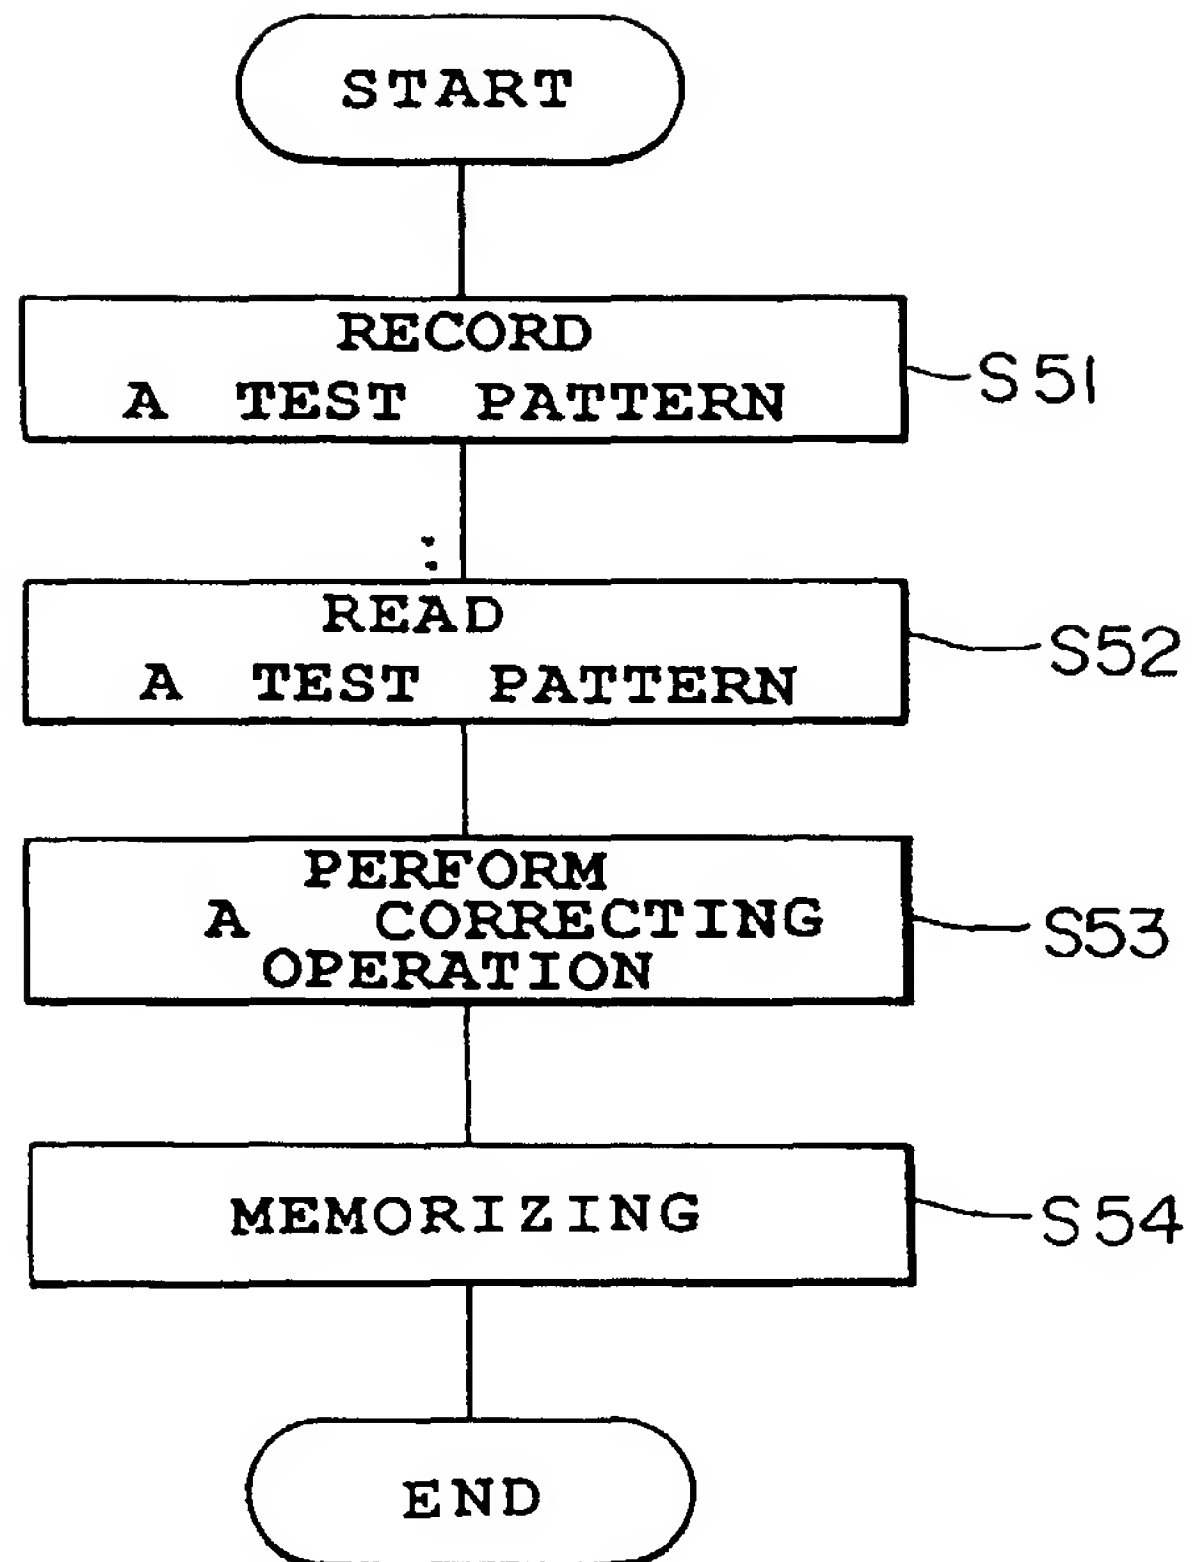 START
RECORD
A TEST PATTERN
S51
READ
A TEST PATTERN
S52
PERFORM
A CORRECTING
OPERATION
S53
MEMORIZING
S54
END